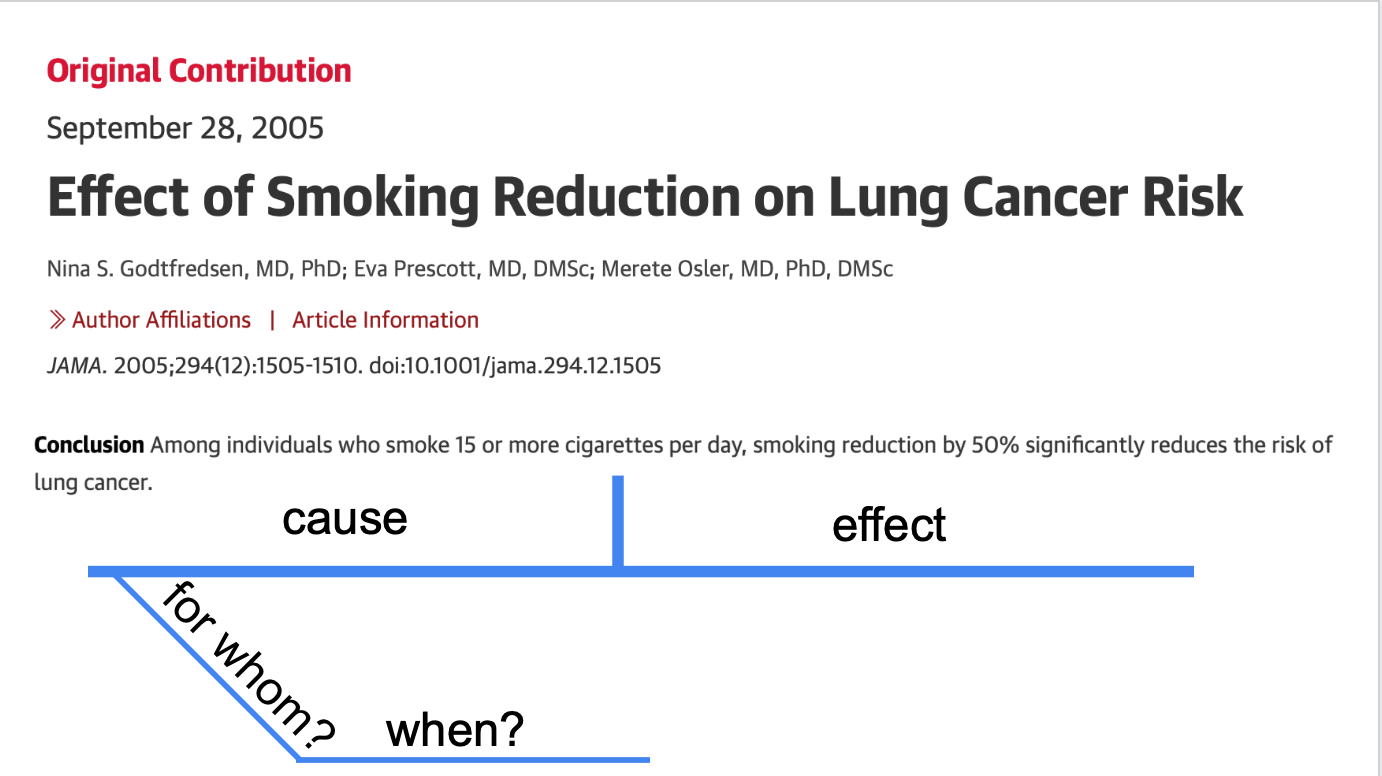 Original Contribution
September 28, 2005
Effect of Smoking Reduction on Lung Cancer Risk
Nina S. Godtfredsen, MD, PhD; Eva Prescott, MD, DMSc; Merete Osler, MD, PhD, DMSc
≫ Author Affiliations | Article Information
JAMA. 2005;294(12):1505-1510. doi:10.1001/jama.294.12.1505
Conclusion Among individuals who smoke 15 or more cigarettes per day, smoking reduction by 50% significantly reduces the risk of
lung cancer.
cause
effect
for whom?
when?